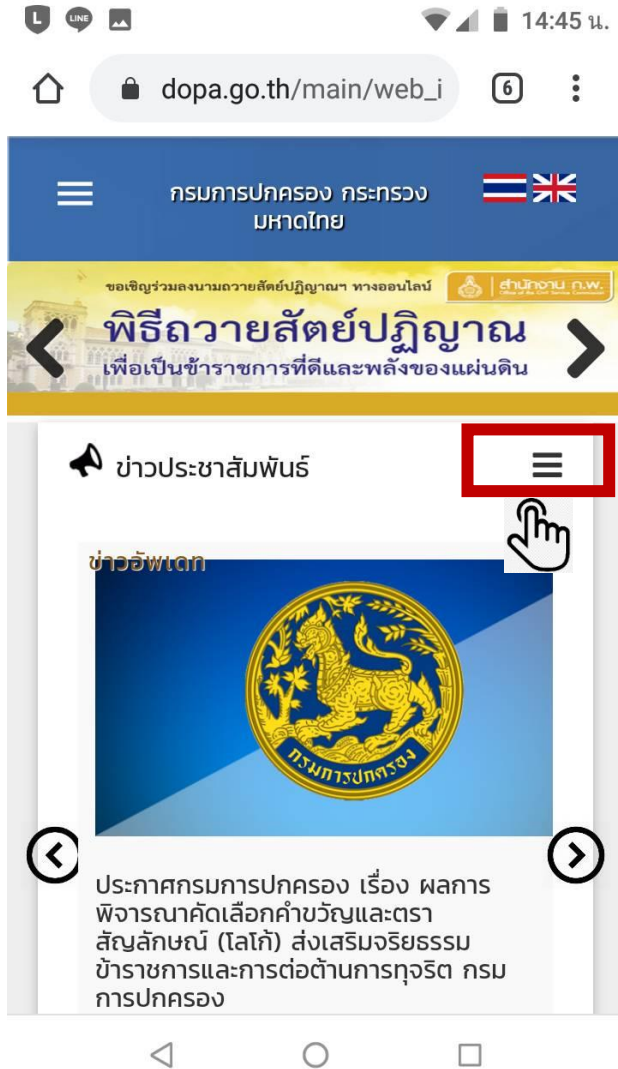 L LINE 14:45 น.
dopa.go.th/main/web_i 6
กรมการปกครอง กระทรวง
มหาดไทย
ขอเชิญร่วมลงนามถวายสัตย์ปฏิญาณฯ ทางออนไลน์ สำนักงาน ก.พ.
Office of the Civil Service Commission
พิธีถวายสัตย์ปฏิญาณ
เพื่อเป็นข้าราชการที่ดีและพลังของแผ่นดิน
ข่าวประชาสัมพันธ์
ข่าวอัพเดท
กรมการปกครอง
ประกาศกรมการปกครอง เรื่อง ผลการ
พิจารณาคัดเลือกคำขวัญและตรา
สัญลักษณ์ (โลโก้) ส่งเสริมจริยธรรม
ข้าราชการและการต่อต้านการทุจริต กรม
การปกครอง